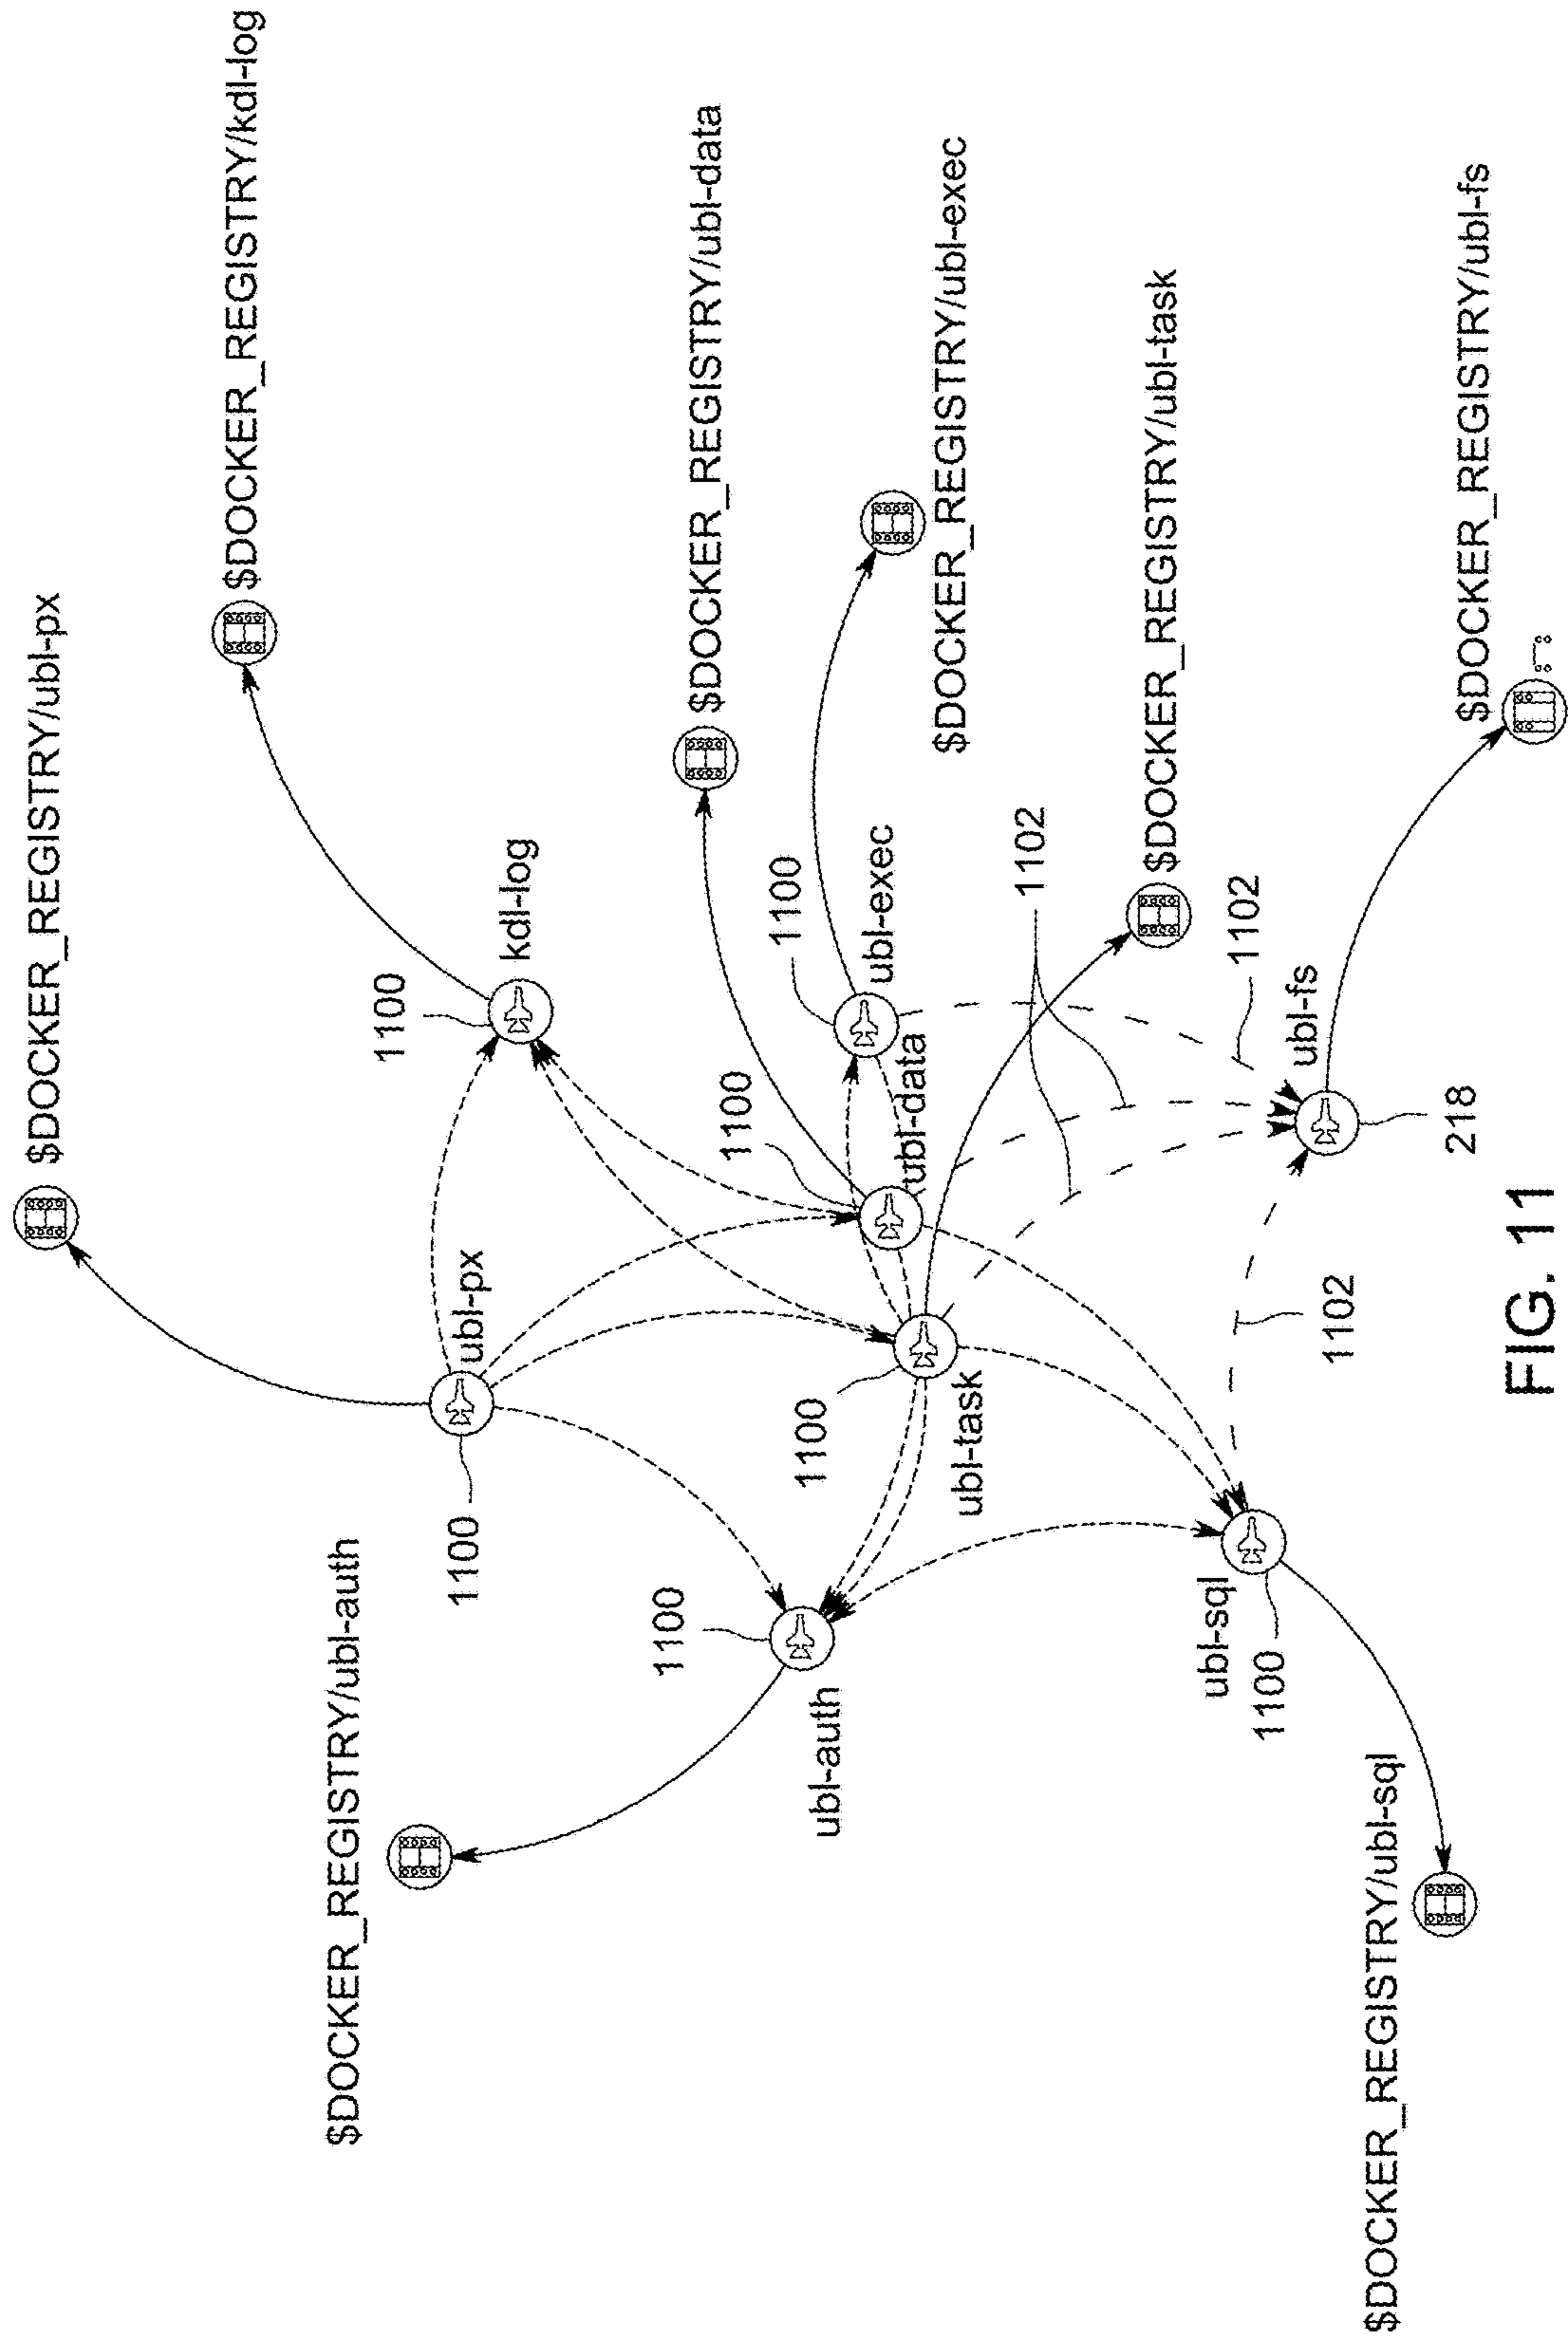 $DOCKER_REGISTRY/ubl-px
$DOCKER_REGISTRY/kdl-log
$DOCKER_REGISTRY/ubl-auth
1100
1100
ubl-px
kdl-log
1100
$DOCKER_REGISTRY/ubl-data
1100
1100
1100
ubl-auth
ubl-exec
ubl-data
$DOCKER_REGISTRY/ubl-exec
ubl-task
1102
$DOCKER_REGISTRY/ubl-task
ubl-sql
1102
1100
ubl-fs
1102
$DOCKER_REGISTRY/ubl-sql
218
$DOCKER_REGISTRY/ubl-fs
FIG. 11